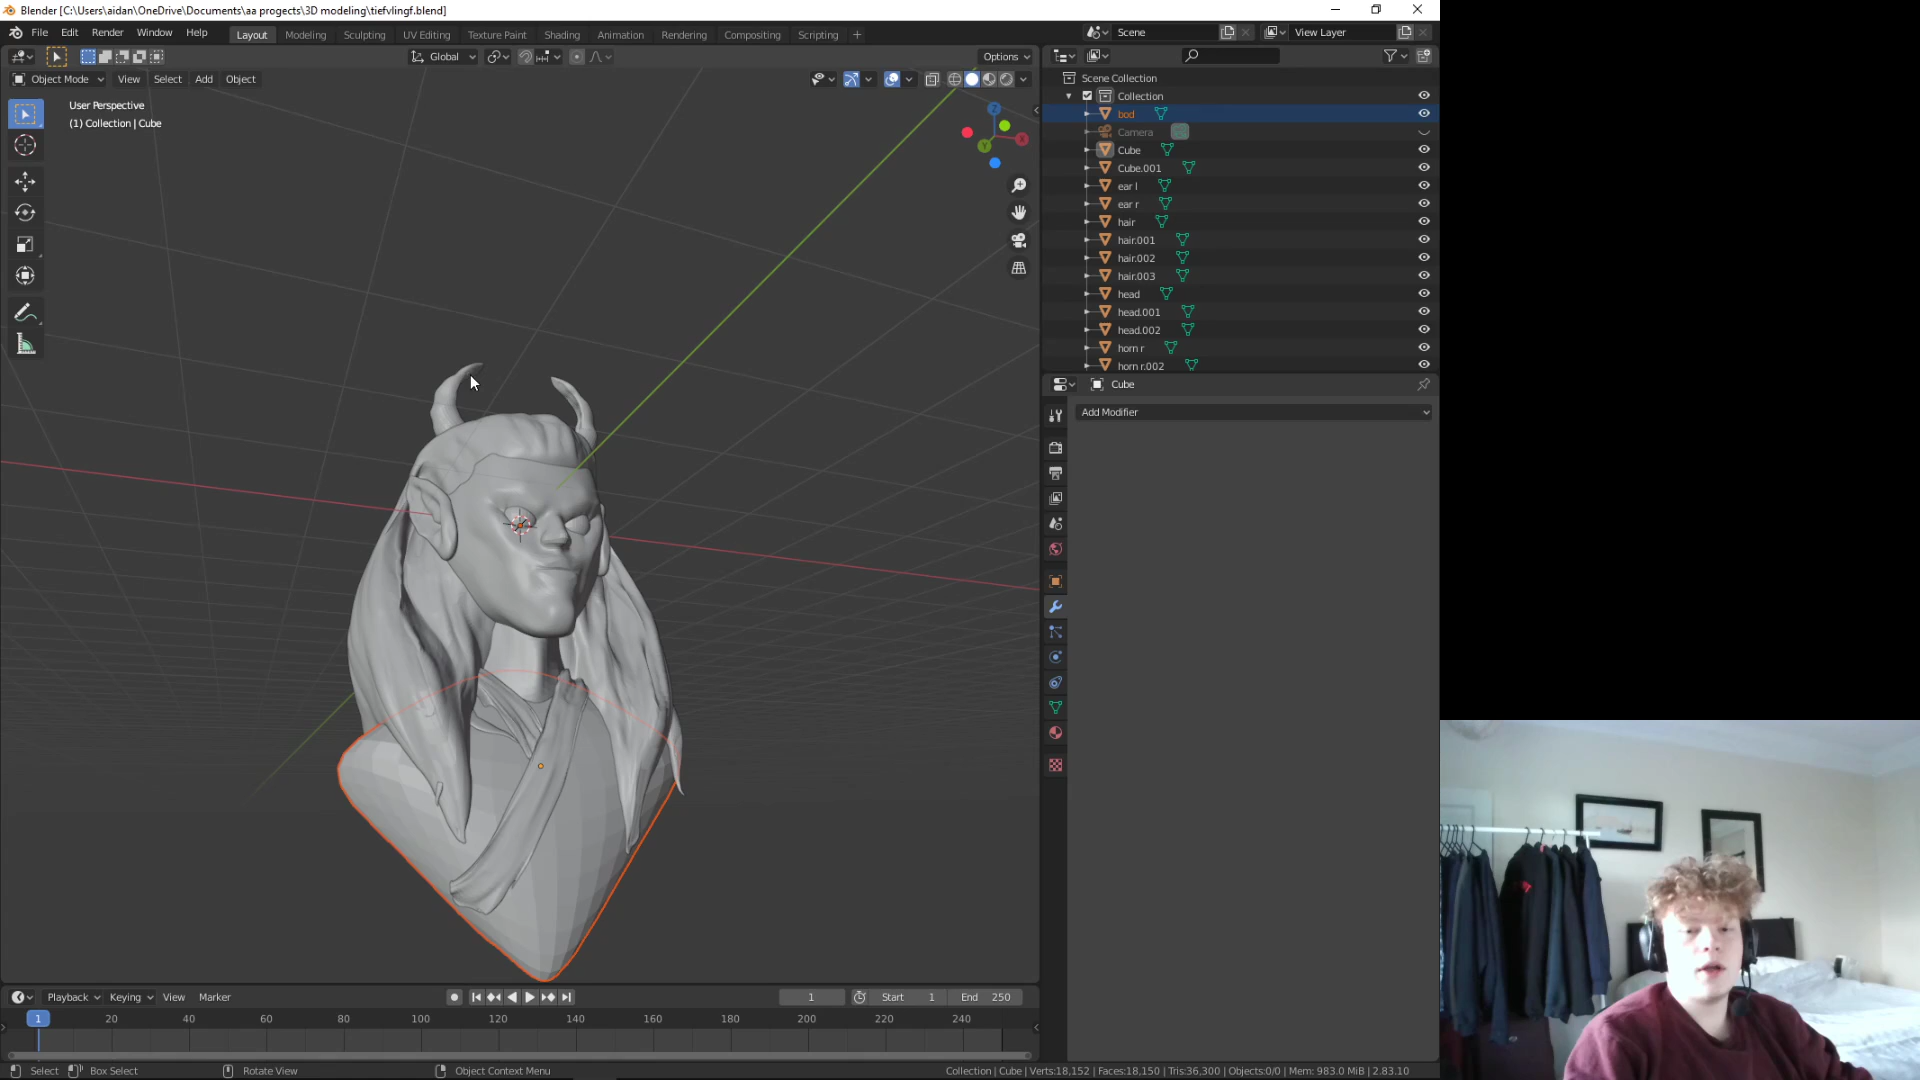 Blender [C:\Users\aidan\OneDrive\Documents\aa progects\3D modeling\tiefvlingf.blend]
File Edit Render Window Help Layout Modeling Sculpting UV Editing Texture Paint Shading Animation Rendering Compositing Scripting + Scene View Layer
Global Options
Object Mode View Select Add Object
User Perspective
(1) Collection | Cube
Z
X
Y
Scene Collection
Collection
bod
Camera
Cube
Cube.001
ear l
ear r
hair
hair.001
hair.002
hair.003
head
head.001
head.002
horn r
horn r.002
Cube
Add Modifier
Playback Keying View Marker 1 Start 1 End 250
1 20 40 60 80 100 120 140 160 180 200 220 240
Select Box Select Rotate View Object Context Menu Collection | Cube | Verts:18,152 | Faces:18,150 | Tris:36,300 | Objects:0/0 | Mem: 983.0 MiB | 2.83.10